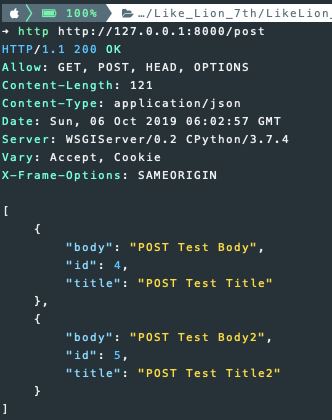 100% …/Like_Lion_7th/LikeLion_
→ http http://127.0.0.1:8000/post
HTTP/1.1 200 OK
Allow: GET, POST, HEAD, OPTIONS
Content-Length: 121
Content-Type: application/json
Date: Sun, 06 Oct 2019 06:02:57 GMT
Server: WSGIServer/0.2 CPython/3.7.4
Vary: Accept, Cookie
X-Frame-Options: SAMEORIGIN

[
    {
        "body": "POST Test Body",
        "id": 4,
        "title": "POST Test Title"
    },
    {
        "body": "POST Test Body2",
        "id": 5,
        "title": "POST Test Title2"
    }
]